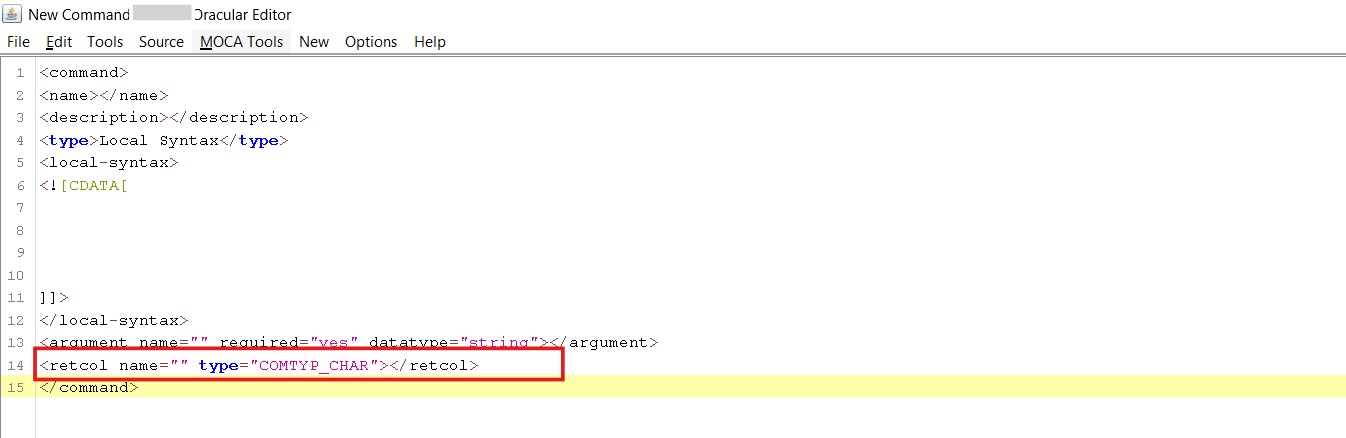 New Command Oracular Editor
File Edit Tools Source MOCA Tools New Options Help
1 <command>
2 <name></name>
3 <description></description>
4 <type>Local Syntax</type>
5 <local-syntax>
6 <![CDATA[
7
8
9
10
11 ]]>
12 </local-syntax>
13 <argument name="" required="yes" datatype="string"></argument>
14 <retcol name="" type="COMTYP_CHAR"></retcol>
15 </command>